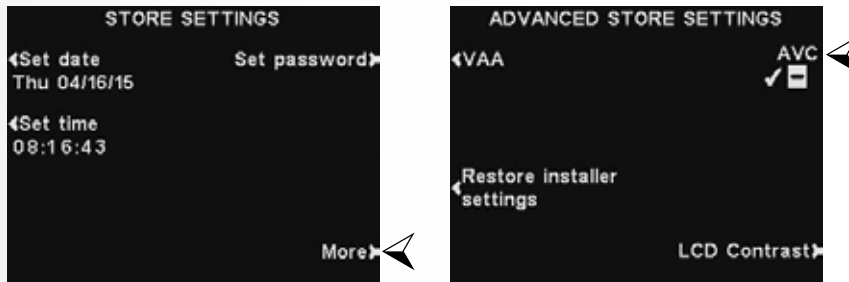 STORE SETTINGS
Set date
Thu 04/16/15
Set password
Set time
08:16:43
More
ADVANCED STORE SETTINGS
VAA
AVC
Restore installer
settings
LCD Contrast